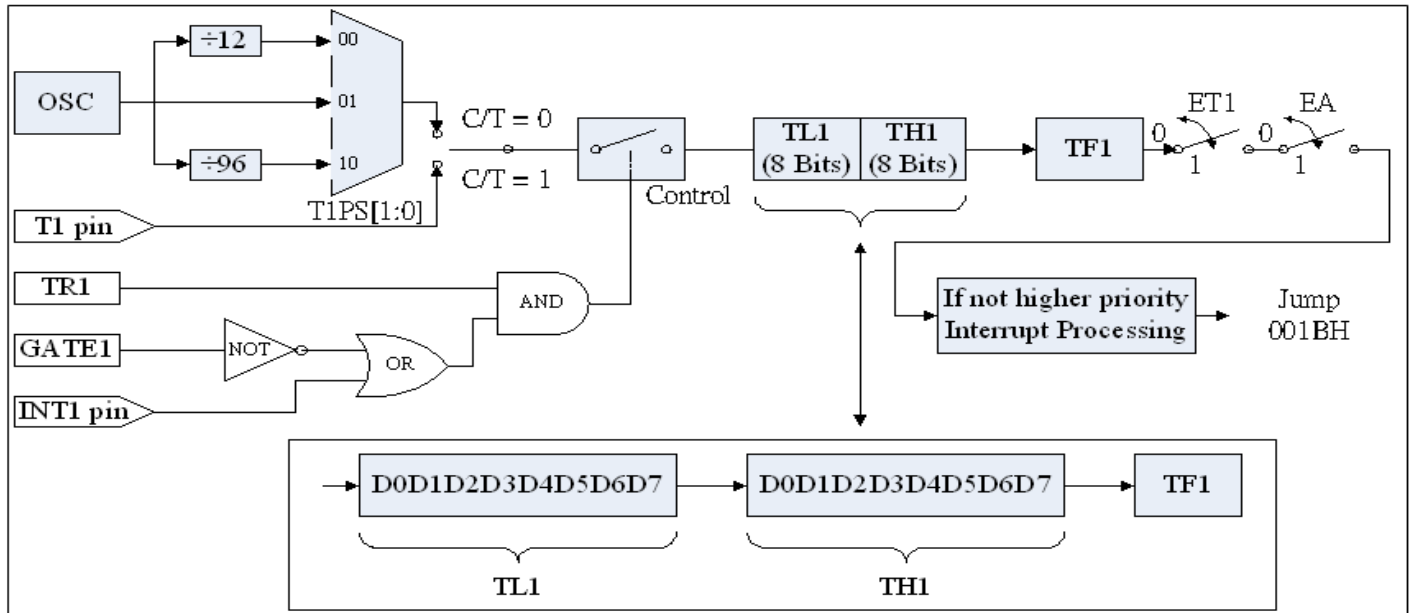 ÷12
00
OSC
01
÷96
10
T1PS[1:0]
T1 pin
C/T = 0
C/T = 1
Control
TL1
(8 Bits)
TH1
(8 Bits)
TF1
ET1
0
1
EA
0
1
TR1
AND
GATE1
NOT
OR
INT1 pin
If not higher priority
Interrupt Processing
Jump
001BH
D0D1D2D3D4D5D6D7
D0D1D2D3D4D5D6D7
TF1
TL1
TH1